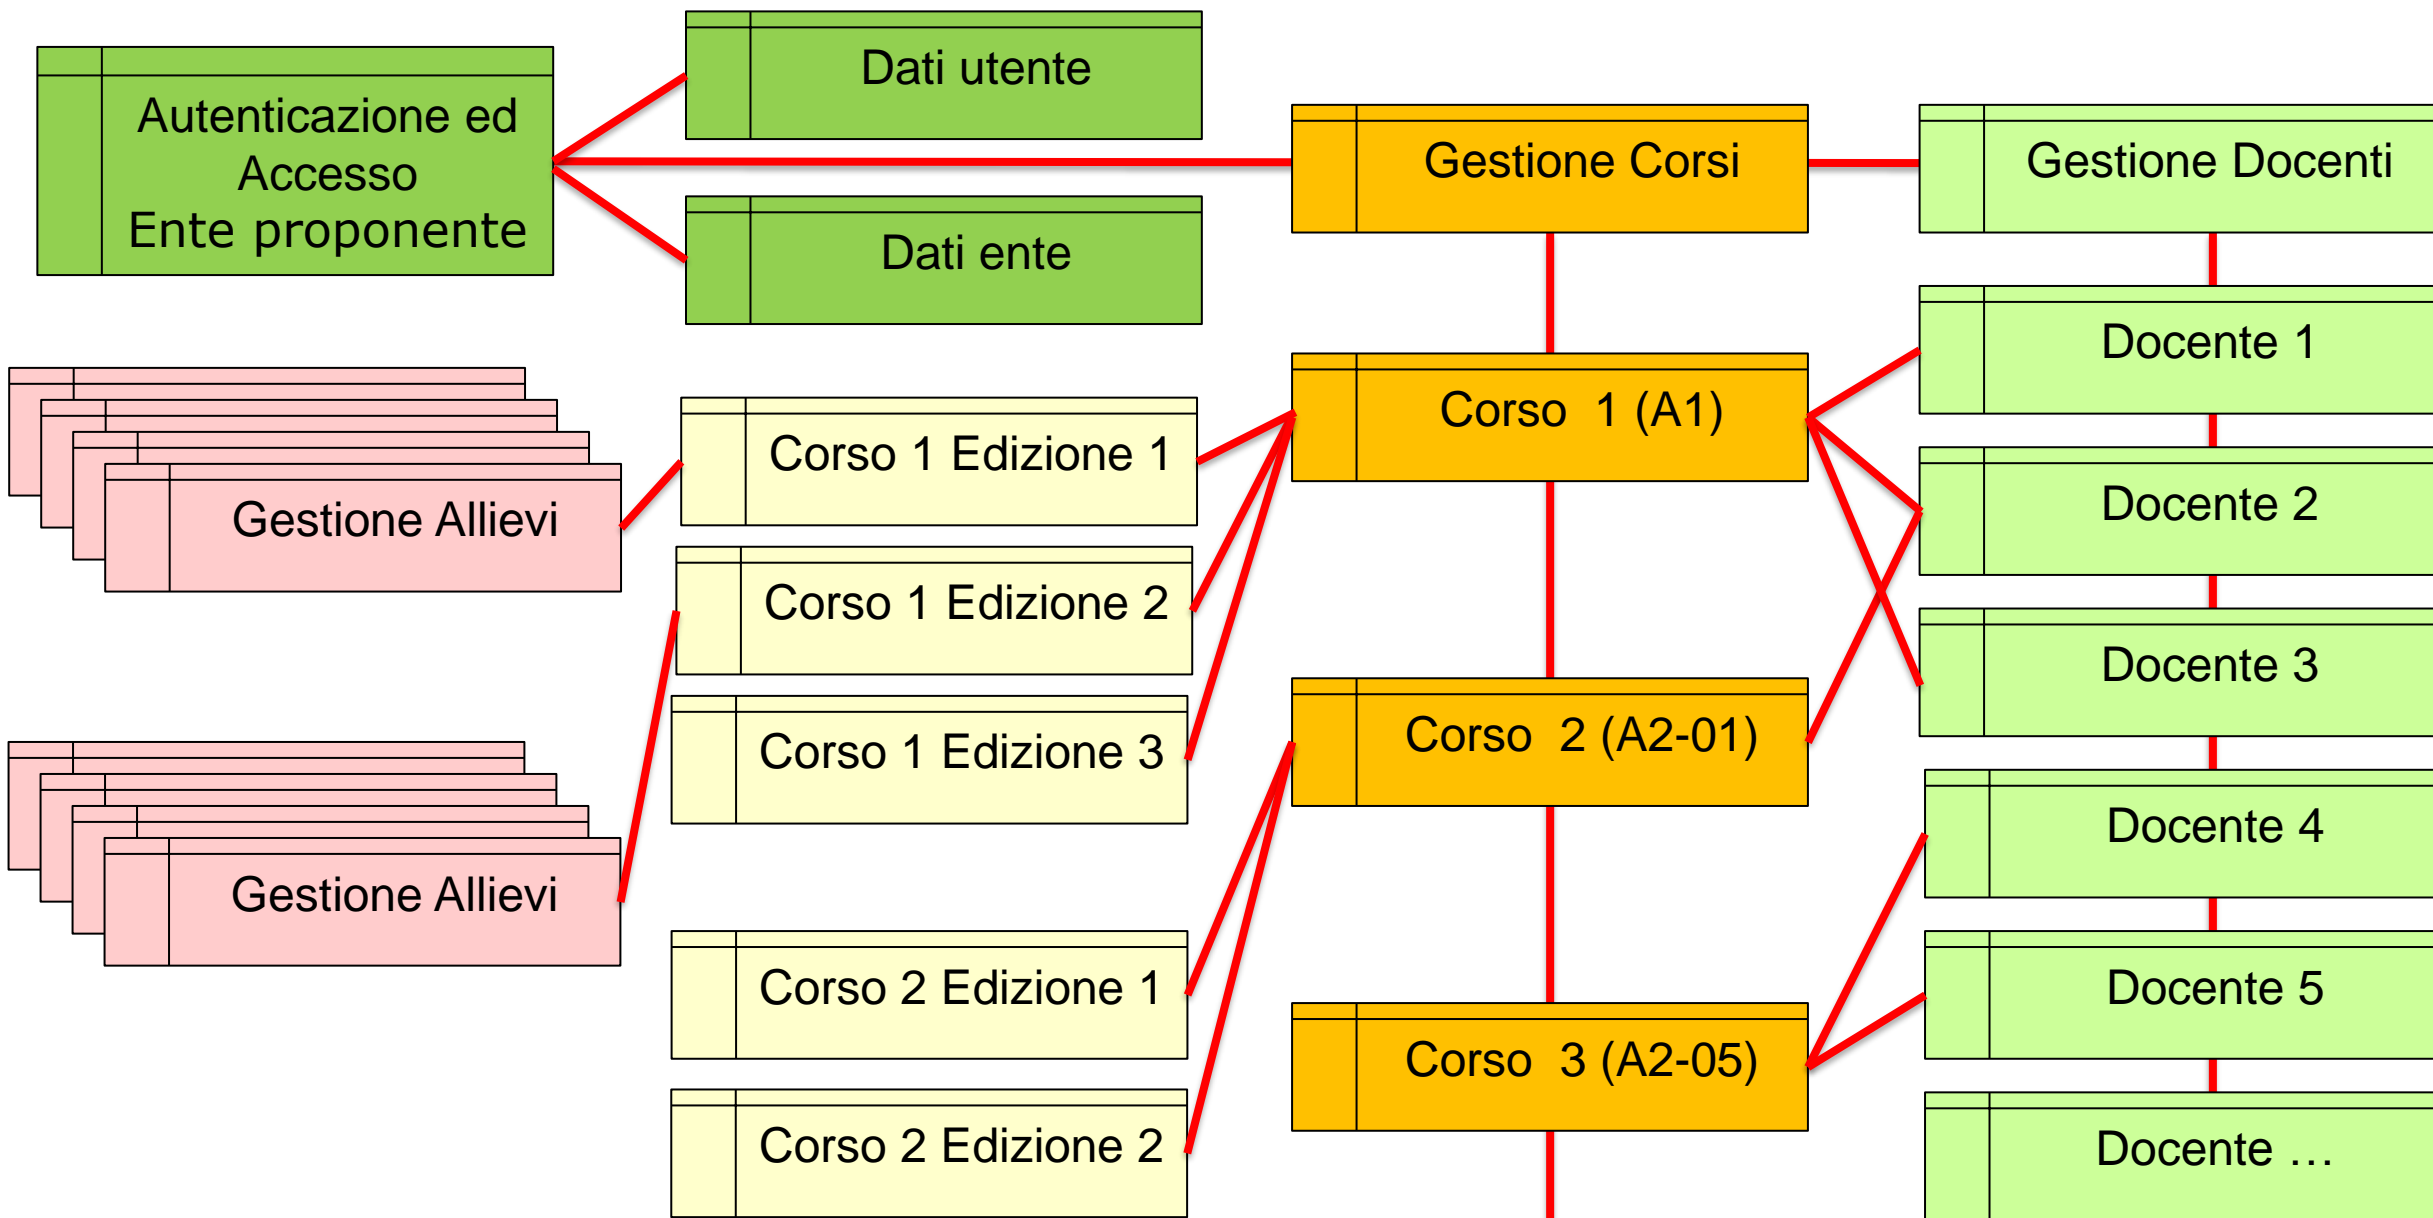 Dati utente
Autenticazione ed
Accesso
Ente proponente
Gestione Corsi
Gestione Docenti
Dati ente
Docente 1
Corso  1 (A1)
Corso 1 Edizione 1
Gestione Allievi
Docente 2
Corso 1 Edizione 2
Docente 3
Corso  2 (A2-01)
Corso 1 Edizione 3
Docente 4
Gestione Allievi
Corso 2 Edizione 1
Docente 5
Corso  3 (A2-05)
Corso 2 Edizione 2
Docente …